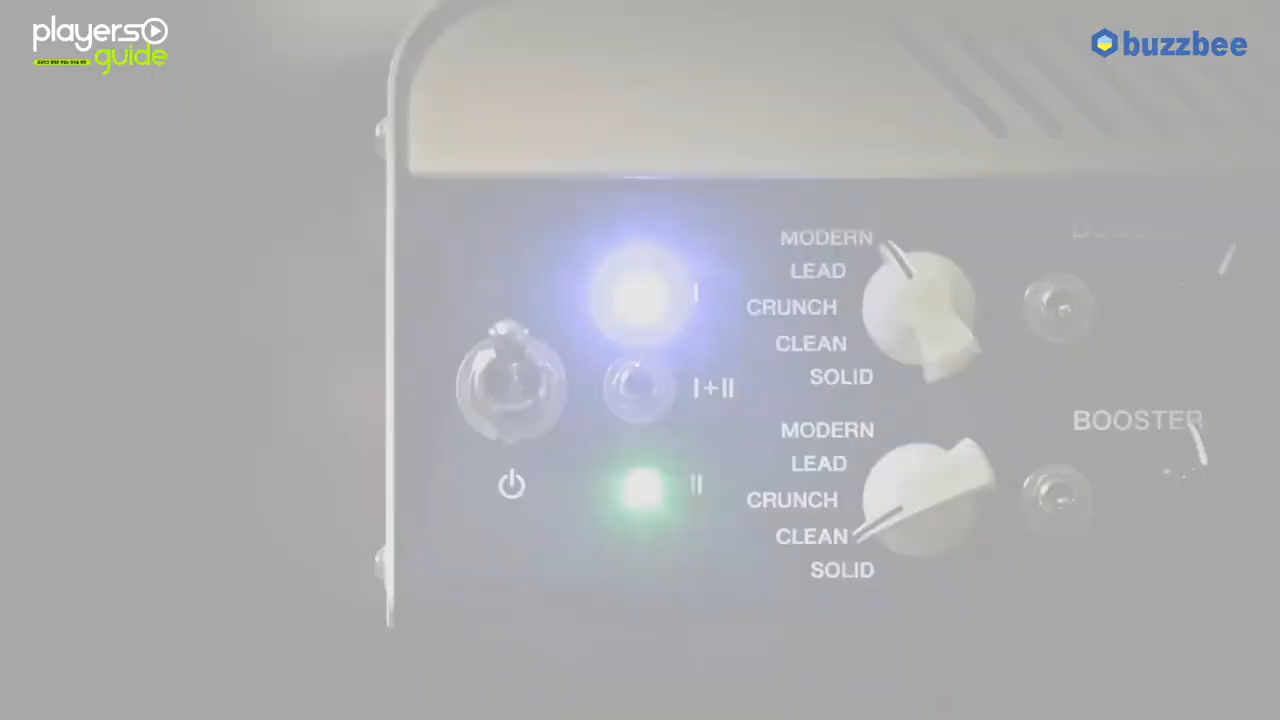 players
guide
buzzbee
MODERN
LEAD
CRUNCH
CLEAN
SOLID
I
I+II
II
MODERN
LEAD
CRUNCH
CLEAN
SOLID
BOOSTER